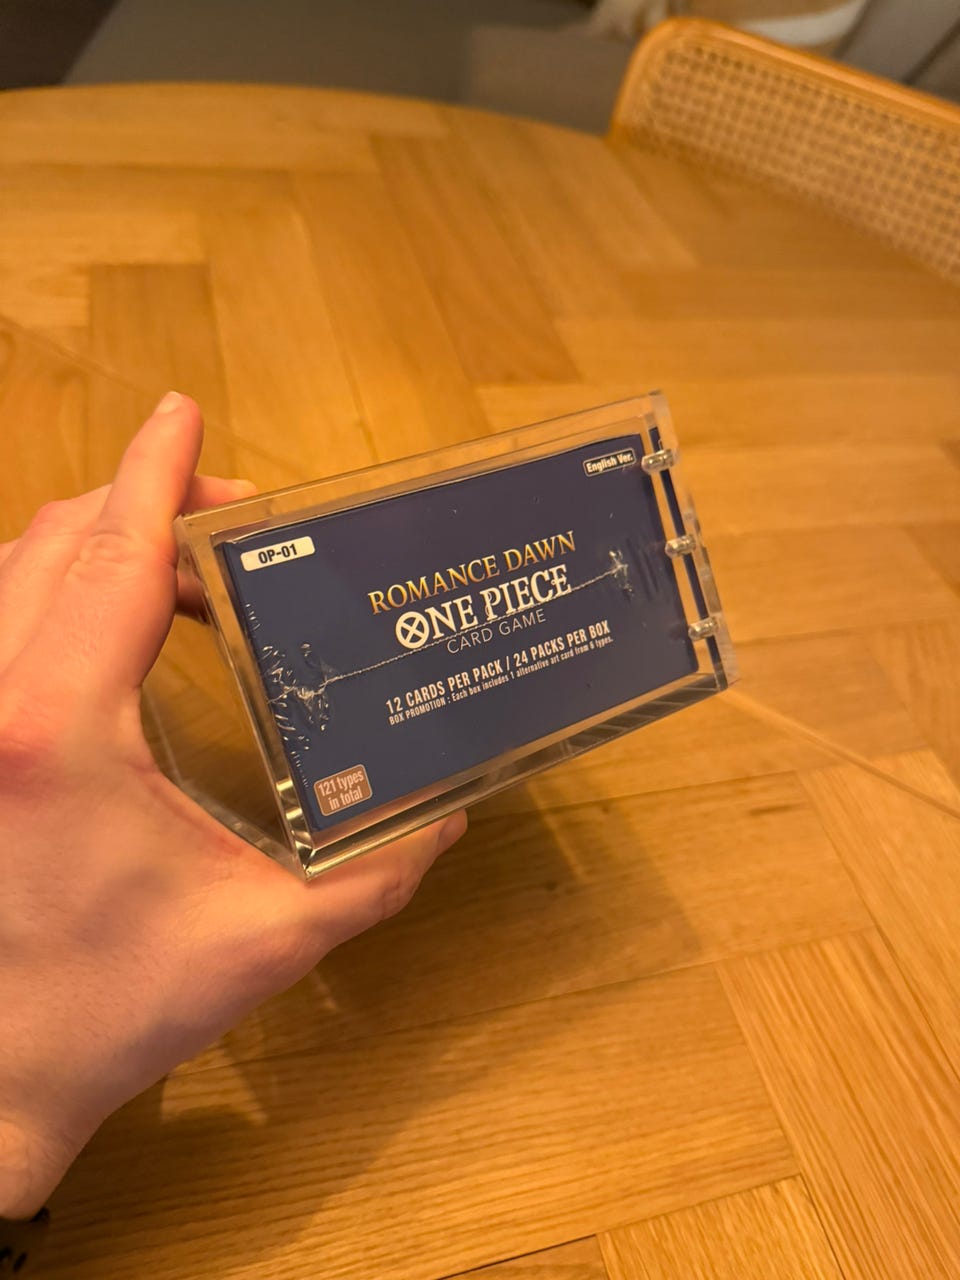 English Ver.
OP-01
ROMANCE DAWN
ONE PIECE
CARD GAME
12 CARDS PER PACK / 24 PACKS PER BOX
BOX PROMOTION : Each box includes 1 alternative art card from 6 types.
121 types
in total